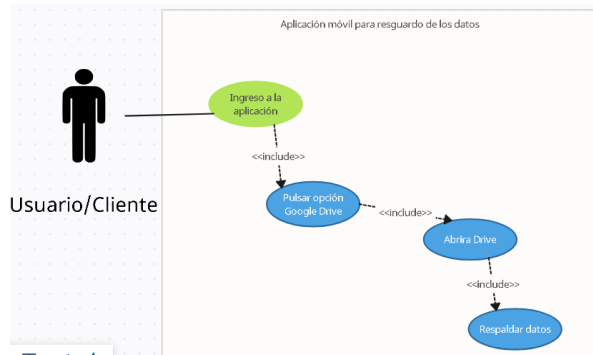 Aplicación móvil para resguardo de los datos
Ingreso a la
aplicación
<<include>>
Usuario/Cliente
Pulsar opción
Google Drive
<<include>>
Abrira Drive
<<include>>
Respaldar datos